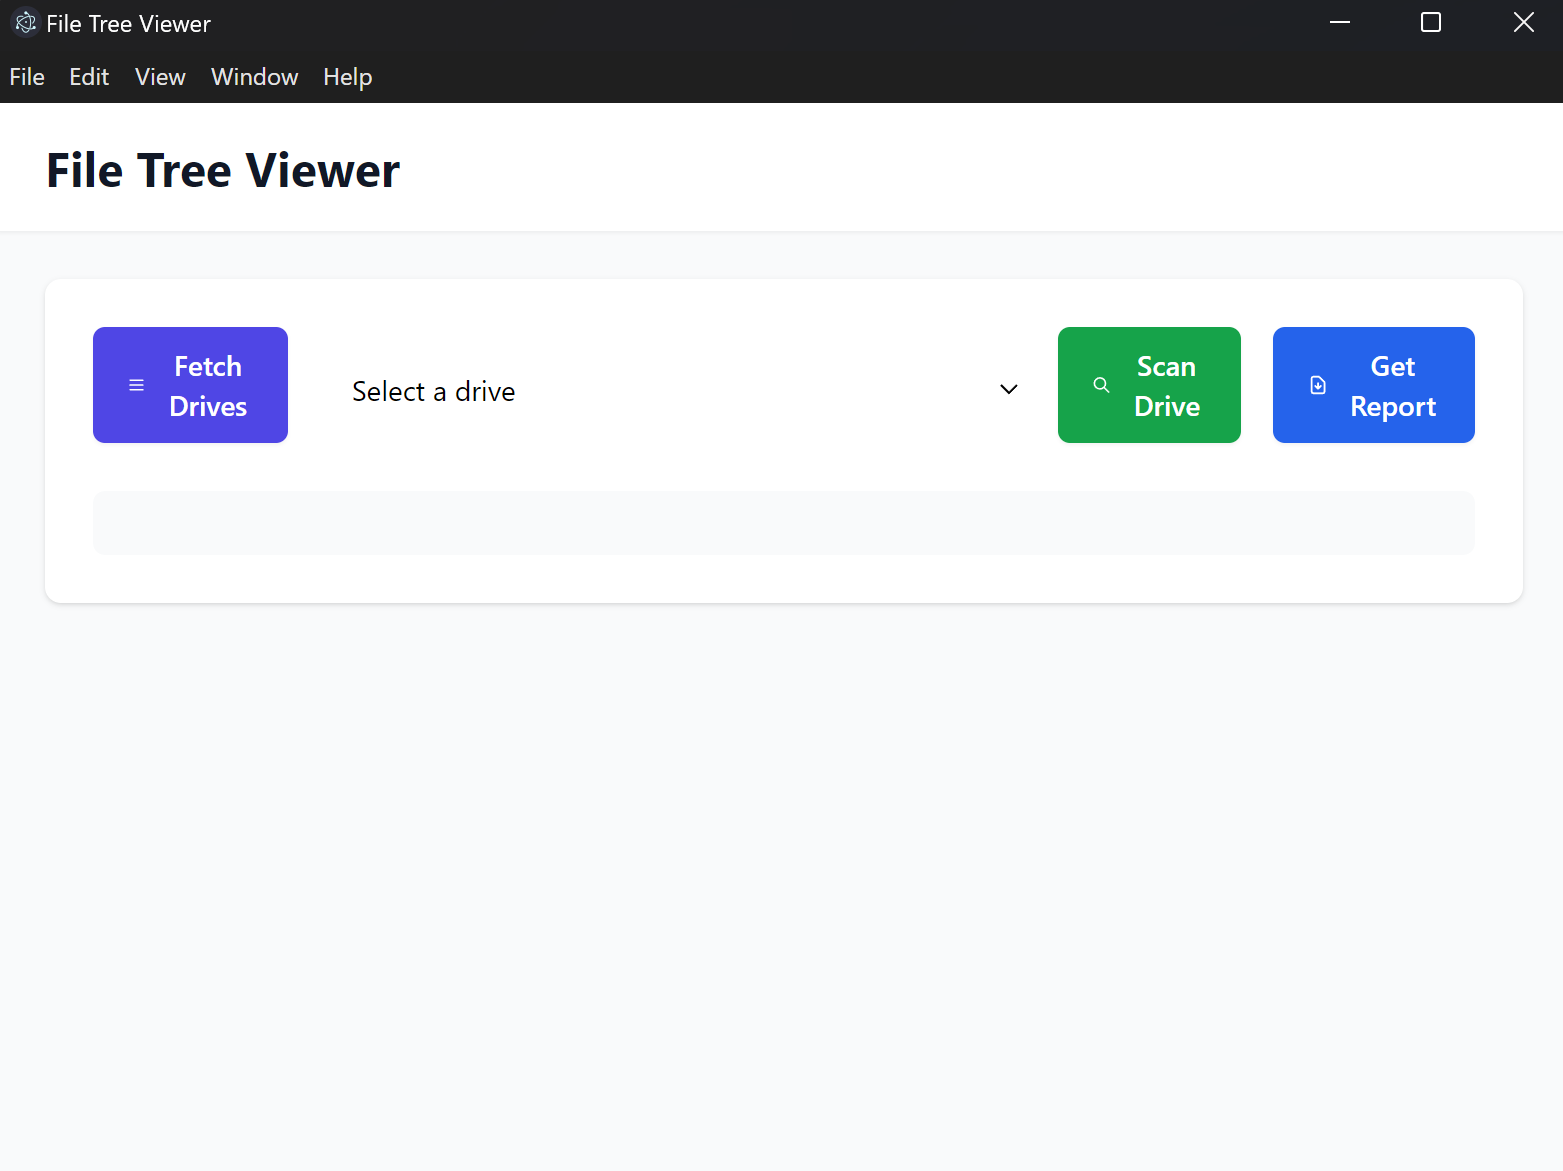 File Tree Viewer
File Edit View Window Help
File Tree Viewer
Fetch
Drives
Select a drive
Scan
Drive
Get
Report